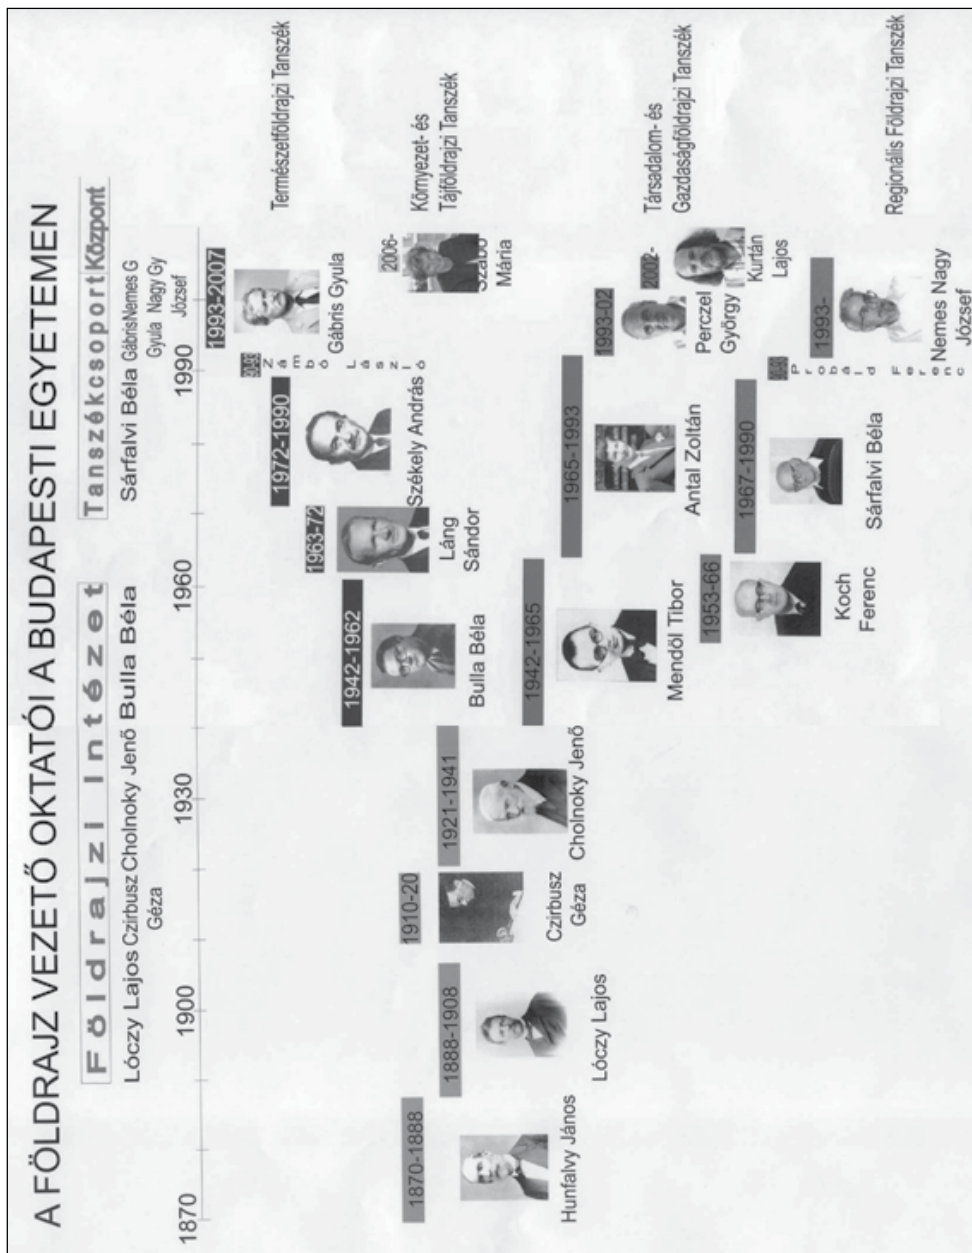 A FÖLDRAJZ VEZETŐ OKTATÓI A BUDAPESTI EGYETEMEN
Földrajzi Intézet
Tanszékcsoport Központ
Lóczy Lajos Czirbusz Cholnoky Jenő Bulla Béla
Géza
Sárfalvi Béla Gábris Nemes G
Gyula Nagy Gy
József
1870
1900
1930
1960
1990
1993-2007
Gábris Gyula
Természetföldrajzi Tanszék
Zámbó László
1972-1990
Székely András
1963-72
Láng
Sándor
1942-1962
Bulla Béla
2006-
Szabó
Mária
Környezet- és
Tájföldrajzi Tanszék
1870-1888
Hunfalvy János
1888-1908
Lóczy Lajos
1910-20
Czirbusz
Géza
1921-1941
Cholnoky Jenő
1942-1965
Mendöl Tibor
1965-1993
Antal Zoltán
1993-02
Perczel
György
2002-
Kurtán
Lajos
Társadalom- és
Gazdaságföldrajzi Tanszék
1953-66
Koch
Ferenc
1967-1990
Sárfalvi Béla
Probáld Ferenc
1993-
Nemes Nagy
József
Regionális Földrajzi Tanszék